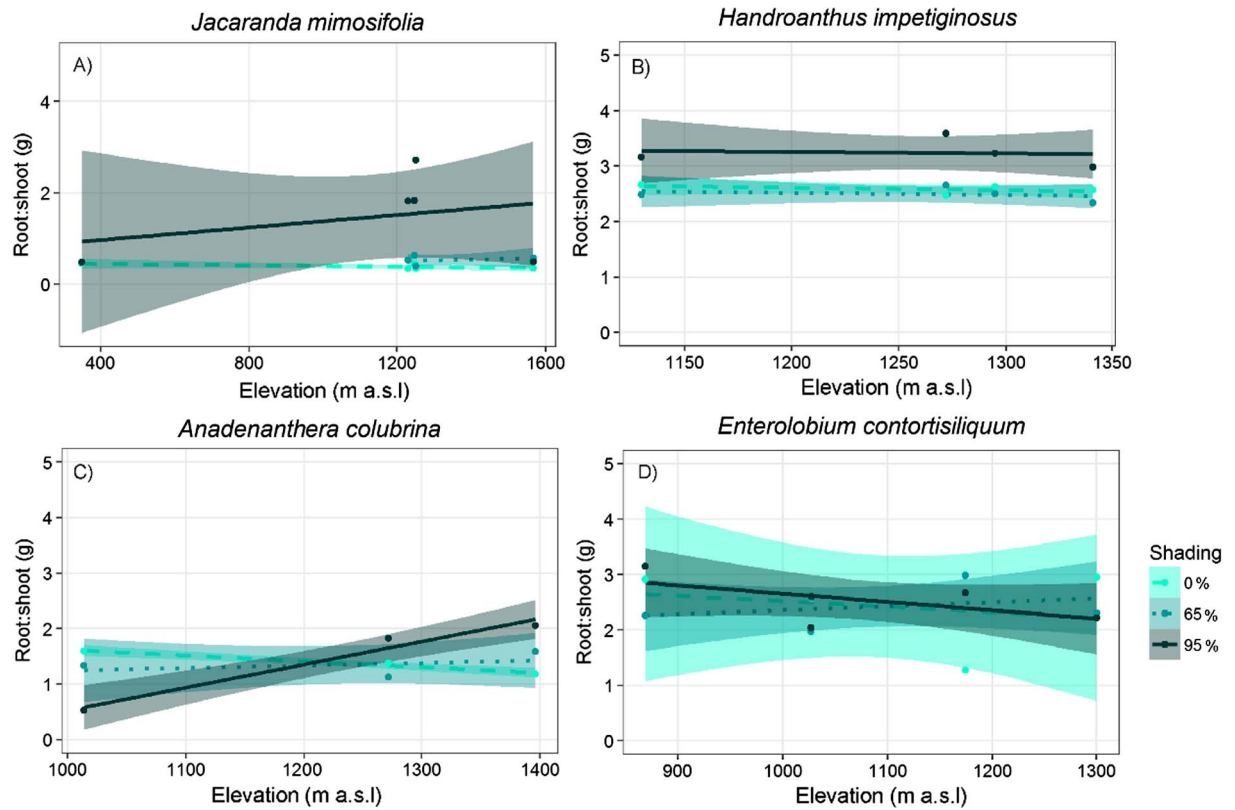 Jacaranda mimosifolia
A)
Root:shoot (g)
4
2
0
400 800 1200 1600
Elevation (m a.s.l)
Handroanthus impetiginosus
B)
Root:shoot (g)
5
4
3
2
1
0
1150 1200 1250 1300 1350
Elevation (m a.s.l)
Anadenanthera colubrina
C)
Root:shoot (g)
5
4
3
2
1
0
1000 1100 1200 1300 1400
Elevation (m a.s.l)
Enterolobium contortisiliquum
D)
Root:shoot (g)
5
4
3
2
1
0
900 1000 1100 1200 1300
Elevation (m a.s.l)
Shading
0 %
65 %
95 %